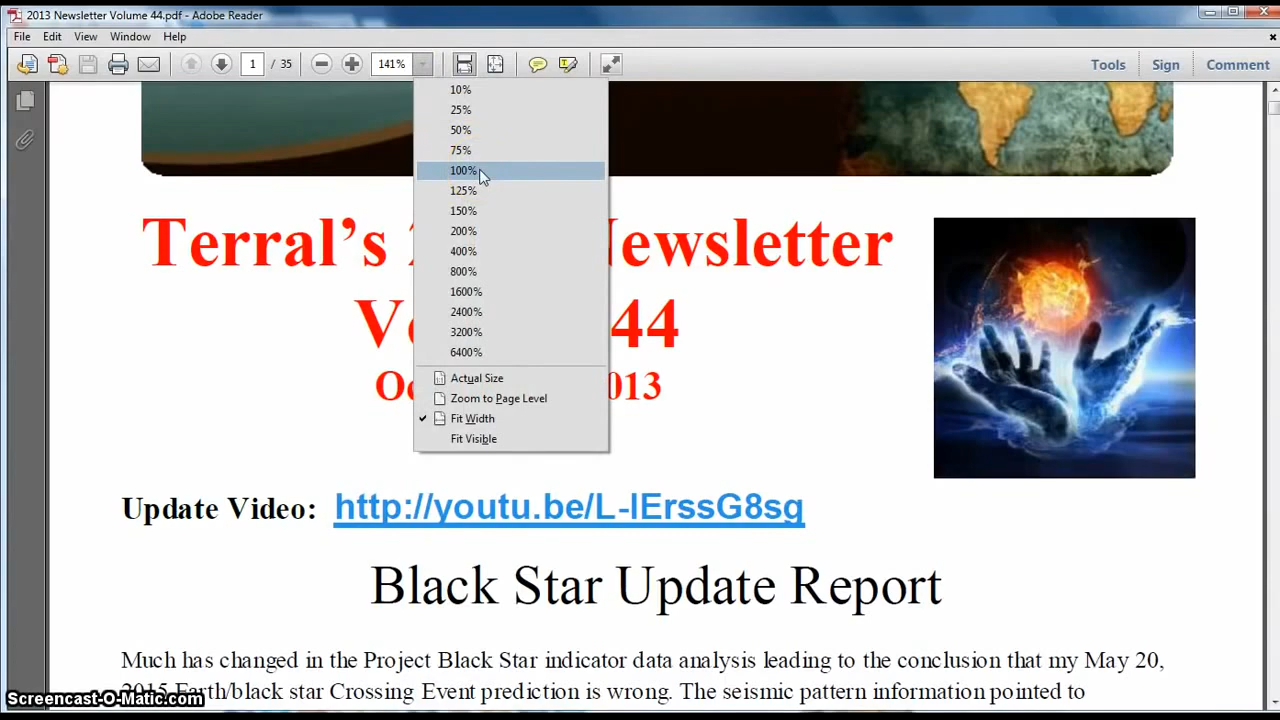 2013 Newsletter Volume 44.pdf - Adobe Reader
File Edit View Window Help
1 / 35 141% Tools Sign Comment
10%
25%
50%
75%
100%
125%
150%
200%
400%
800%
1600%
2400%
3200%
6400%
Actual Size
Zoom to Page Level
Fit Width
Fit Visible
Terral's 2 Newsletter
44
013
Update Video: http://youtu.be/L-IErssG8sg
Black Star Update Report
Much has changed in the Project Black Star indicator data analysis leading to the conclusion that my May 20,
2015 Earth/black star Crossing Event prediction is wrong. The seismic pattern information pointed to
Screencast-O-Matic.com